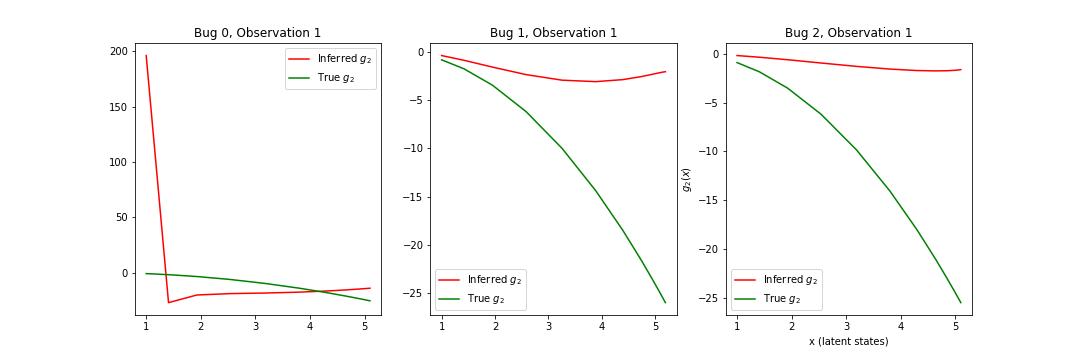 Bug 0, Observation 1
200
150
100
50
0
1 2 3 4 5
Inferred g₂
True g₂
Bug 1, Observation 1
0
−5
−10
−15
−20
−25
1 2 3 4 5
Inferred g₂
True g₂
Bug 2, Observation 1
g₂(x)
0
−5
−10
−15
−20
−25
1 2 3 4 5
x (latent states)
Inferred g₂
True g₂